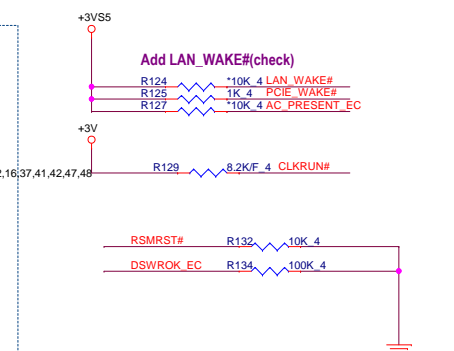 +3VS5
Add LAN_WAKE#(check)
R124 *10K_4 LAN_WAKE#
R125 1K_4 PCIE_WAKE#
R127 *10K_4 AC_PRESENT_EC
+3V
2,16,37,41,42,47,48
R129 8.2K/F_4 CLKRUN#
RSMRST# R132 10K_4
DSWROK_EC R134 100K_4